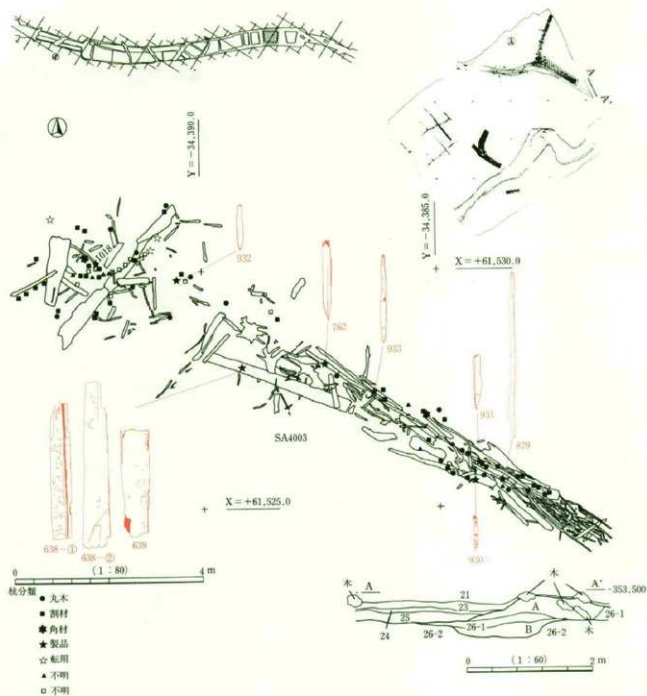 Y=-34,390.0
Y=-34,385.0
X=+61,530.0
932
1018
762
933
931
829
SA4003
X=+61,525.0
638-①
638-②
639
930
0 (1:80) 4 m
杭分類
● 丸木
■ 割材
角材
★ 製品
☆ 転用
▲ 不明
□ 不明
木 A
木 A'
353.500
21
23
A
24
25
26-1
26-1
26-2
B
26-2
木
0 (1:60) 2 m